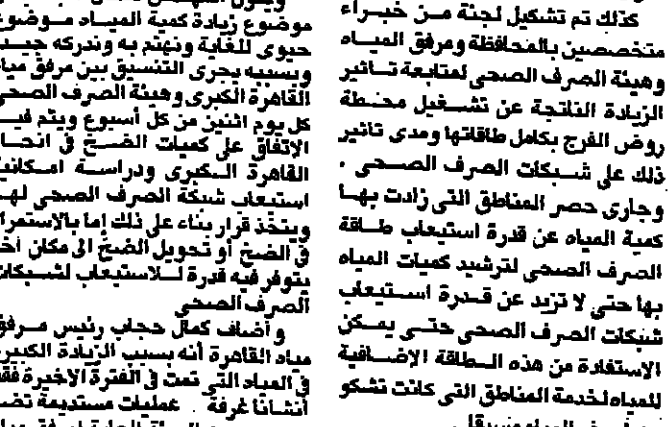 كذلك تم تشكيل لجنة من خبراء
متخصصين بالمحافظة ومرفق المياه
وهيئة الصرف الصحى لمتابعة تأثير
الزيادة الناتجة عن تشغيل محطة
روض الفرج بكامل طاقاتها ومدى تاثير
ذلك على شبكات الصرف الصحى .
وجارى حصر المناطق التى زادت بها
كمية المياه عن قدرة استيعاب طاقة
الصرف الصحى لترشيد كميات المياه
بها حتى لا تزيد عن قدرة استيعاب
شبكات الصرف الصحى حتى يمكن
الإستفادة من هذه الطاقة الإضافية
للمياه لخدمة المناطق التى كانت تشكو
موضوع زيادة كمية المياه موضوع
حيوى للغاية ونهتم به وندركه جيدا
وبسببه يجرى التنسيق بين مرفق مياه
القاهرة الكبرى وهيئة الصرف الصحى
كل يوم اثنين من كل أسبوع ويتم فيه
الإتفاق على كميات الضخ فى انحاء
القاهرة الكبرى ودراسة امكانية
استيعاب شبكة الصرف الصحى لها
ويتخذ قرار بناء على ذلك إما بالاستمرار
فى الضخ أو تحويل الضخ الى مكان أخر
يتوفر فيه قدرة للاستيعاب لشبكات
الصرف الصحى
و أضاف كمال حجاب رئيس مرفق
مياه القاهرة أنه بسبب الزيادة الكبيرة
فى المياه التى تمت فى الفترة الاخيرة فقد
أنشأنا غرفة عمليات مستديمة